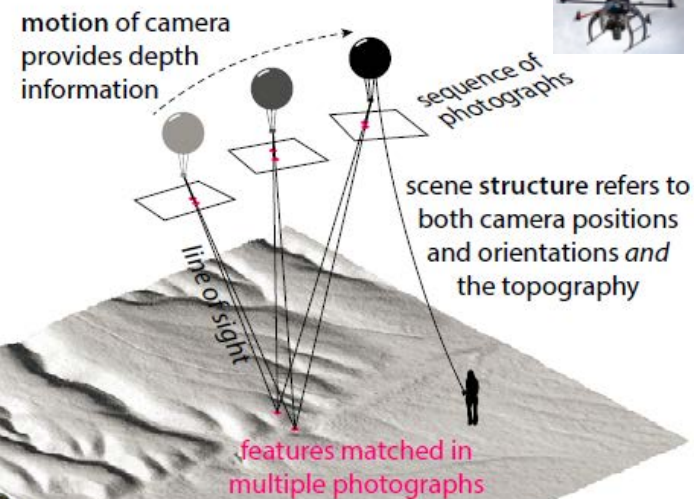 motion of camera
provides depth
information
sequence of
photographs
scene structure refers to
both camera positions
and orientations and
the topography
line of sight
features matched in
multiple photographs